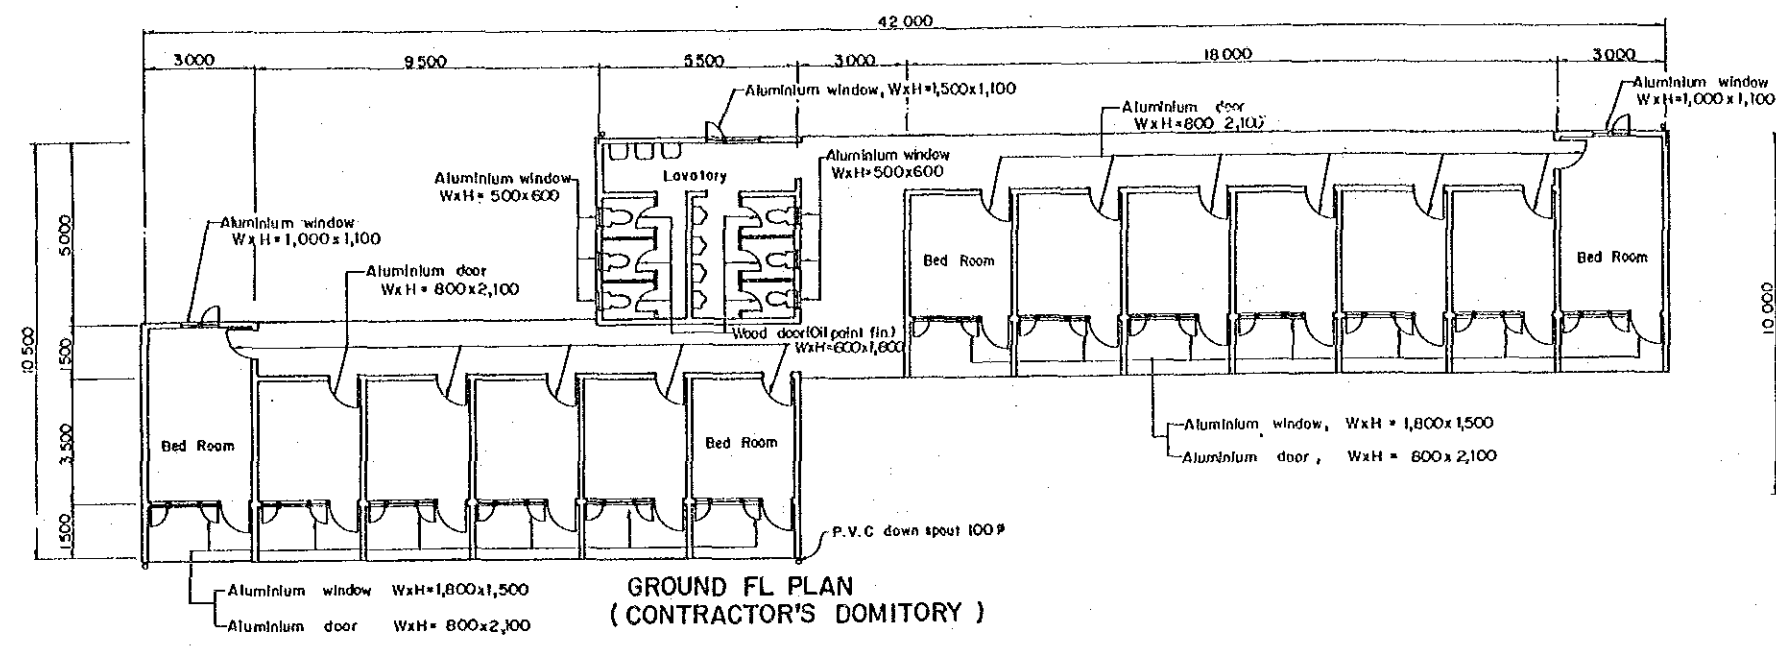 42 000
3 000
9 500
5 500
3 000
18 000
3 000
Aluminium window, WxH=1,500x1,100
Aluminium door
WxH=800 2,100
Aluminium window
WxH=1,000x1,100
Aluminium window
WxH= 500x600
Lavatory
Aluminium window
WxH=500x600
Aluminium window
WxH=1,000x1,100
Aluminium door
WxH= 800x2,100
Bed Room
Bed Room
5 000
10 500
1 500
3 500
1 500
10 000
Wood door(Oil paint fin)
WxH=600x1,800
Bed Room
Bed Room
Aluminium window, WxH = 1,800x1,500
Aluminium door, WxH = 800x2,100
P.V.C down spout 100ø
Aluminium window WxH=1,800x1,500
Aluminium door WxH= 800x2,100
GROUND FL PLAN
(CONTRACTOR'S DOMITORY)